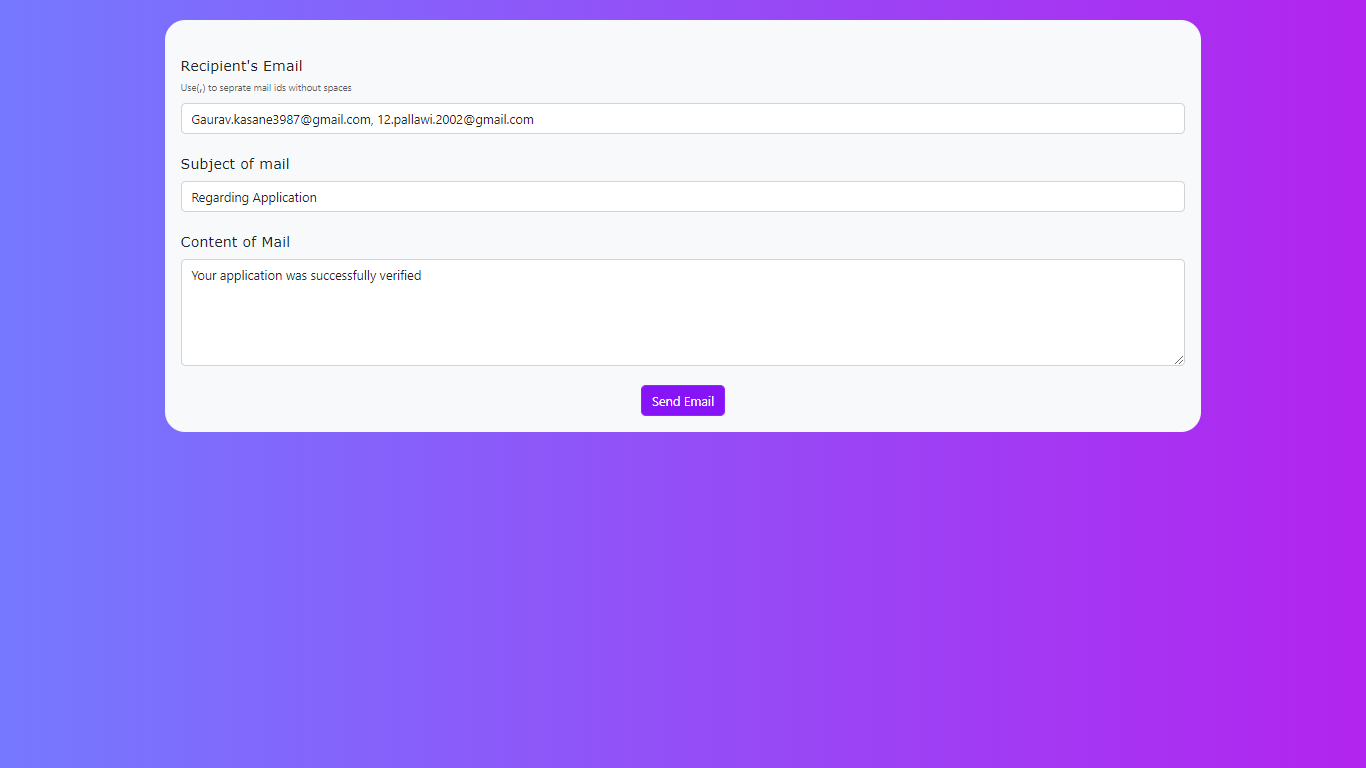 Recipient's Email
Use(,) to seprate mail ids without spaces
Gaurav.kasane3987@gmail.com, 12.pallawi.2002@gmail.com
Subject of mail
Regarding Application
Content of Mail
Your application was successfully verified
Send Email